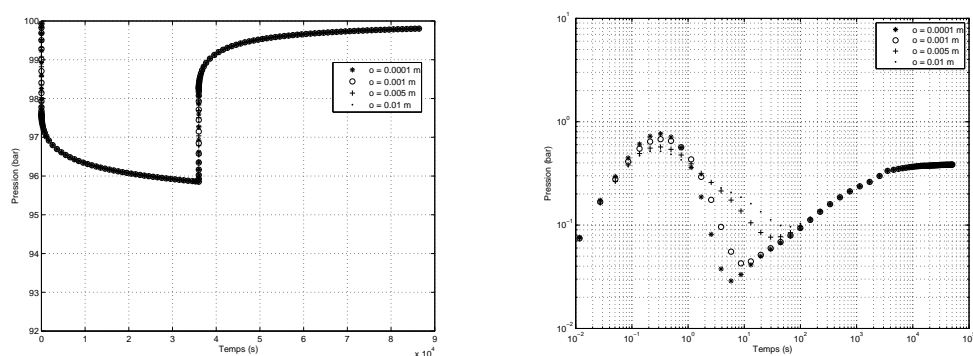 Pression (bar)
100
99
98
97
96
95
94
93
92
0 1 2 3 4 5 6 7 8 9
x 10^4
Temps (s)
o = 0.0001 m
o = 0.001 m
o = 0.005 m
o = 0.01 m
Pression (bar)
10^1
10^0
10^-1
10^-2
10^-2 10^-1 10^0 10^1 10^2 10^3 10^4 10^5
Temps (s)
o = 0.0001 m
o = 0.001 m
o = 0.005 m
o = 0.01 m